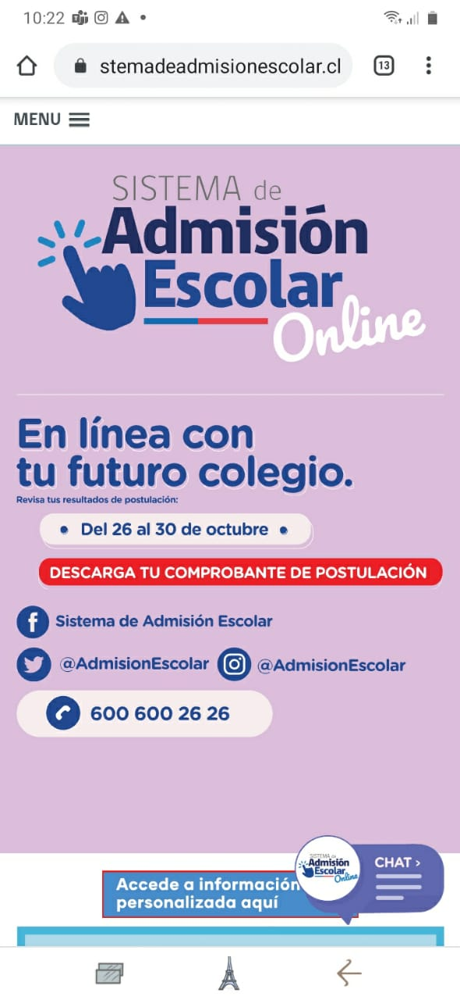 10:22
stemadeadmisionescolar.cl
13
MENU
SISTEMA de
Admisión
Escolar
Online
En línea con
tu futuro colegio.
Revisa tus resultados de postulación:
• Del 26 al 30 de octubre •
DESCARGA TU COMPROBANTE DE POSTULACIÓN
Sistema de Admisión Escolar
@AdmisionEscolar @AdmisionEscolar
600 600 26 26
SISTEMA de
Admisión
Escolar
Online
CHAT ›
Accede a información
personalizada aquí